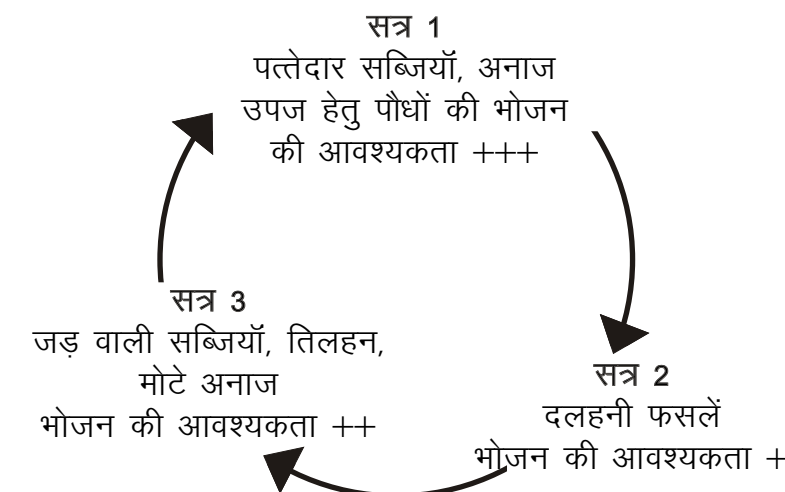 सत्र 1
पत्तेदार सब्जियॉ, अनाज
उपज हेतु पौधों की भोजन
की आवश्यकता +++
सत्र 2
दलहनी फसलें
भोजन की आवश्यकता +
सत्र 3
जड़ वाली सब्जियॉ, तिलहन,
मोटे अनाज
भोजन की आवश्यकता ++